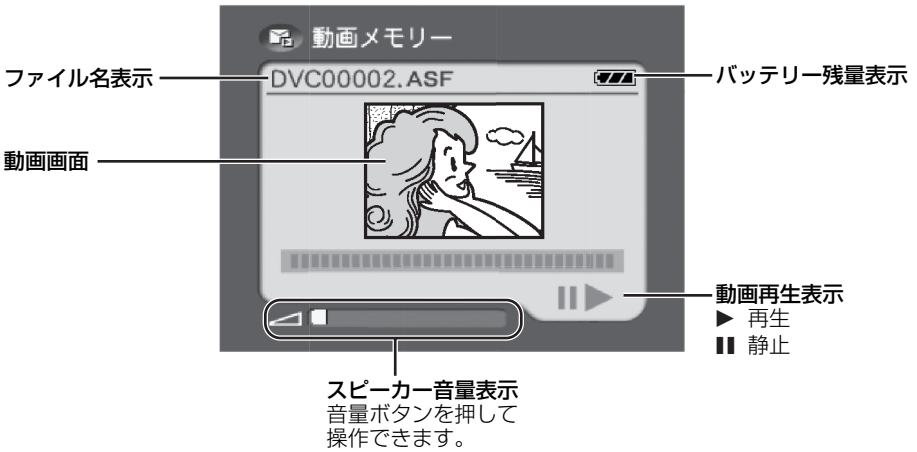 動画メモリー
ファイル名表示
DVC00002.ASF
バッテリー残量表示
動画画面
動画再生表示
▶ 再生
❚❚ 静止
スピーカー音量表示
音量ボタンを押して
操作できます。